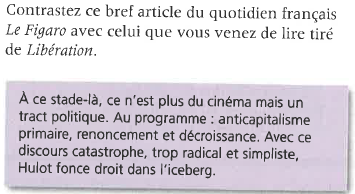 Contrastez ce bref article du quotidien français
Le Figaro avec celui que vous venez de lire tiré
de Libération.
À ce stade-là, ce n'est plus du cinéma mais un
tract politique. Au programme : anticapitalisme
primaire, renoncement et décroissance. Avec ce
discours catastrophe, trop radical et simpliste,
Hulot fonce droit dans l'iceberg.